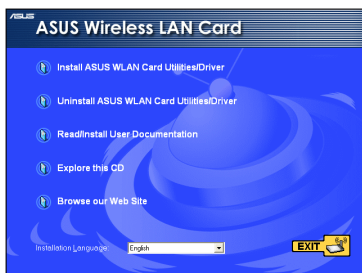 ASUS
ASUS Wireless LAN Card
Install ASUS WLAN Card Utilities/Driver
Uninstall ASUS WLAN Card Utilities/Driver
Read/Install User Documentation
Explore this CD
Browse our Web Site
Installation Language: English
EXIT